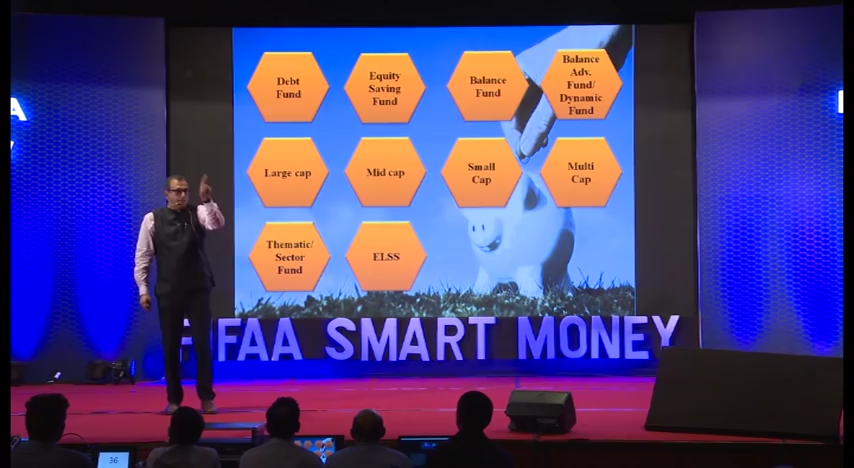 Debt
Fund
Equity
Saving
Fund
Balance
Fund
Balance
Adv.
Fund/
Dynamic
Fund
Large cap
Mid cap
Small
Cap
Multi
Cap
Thematic/
Sector
Fund
ELSS
A
FAA SMART MONEY
36